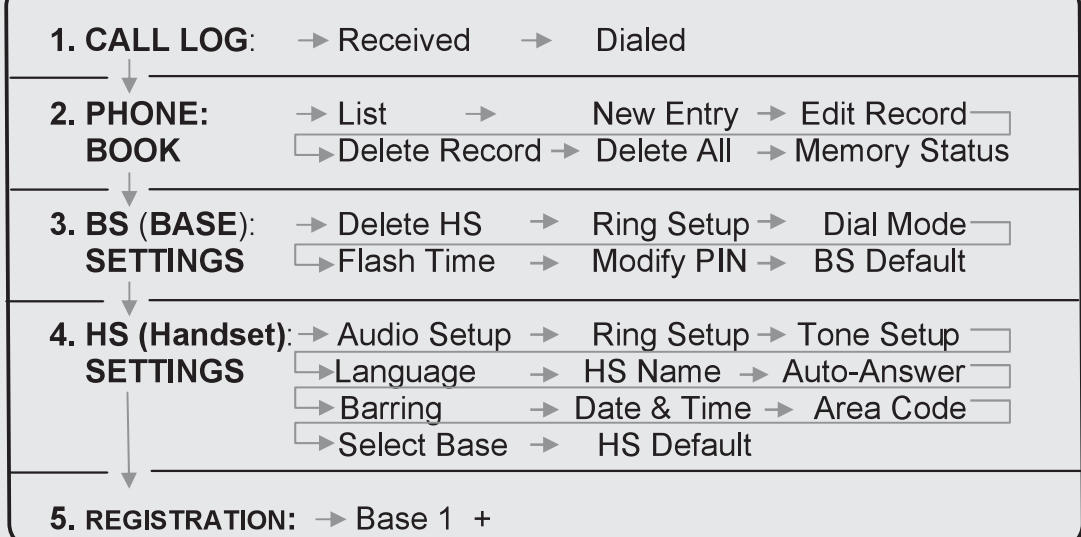 1. CALL LOG: Received Dialed
2. PHONE: List New Entry Edit Record
BOOK Delete Record Delete All Memory Status
3. BS (BASE): Delete HS Ring Setup Dial Mode
SETTINGS Flash Time Modify PIN BS Default
4. HS (Handset): Audio Setup Ring Setup Tone Setup
SETTINGS Language HS Name Auto-Answer
Barring Date & Time Area Code
Select Base HS Default
5. REGISTRATION: Base 1 +